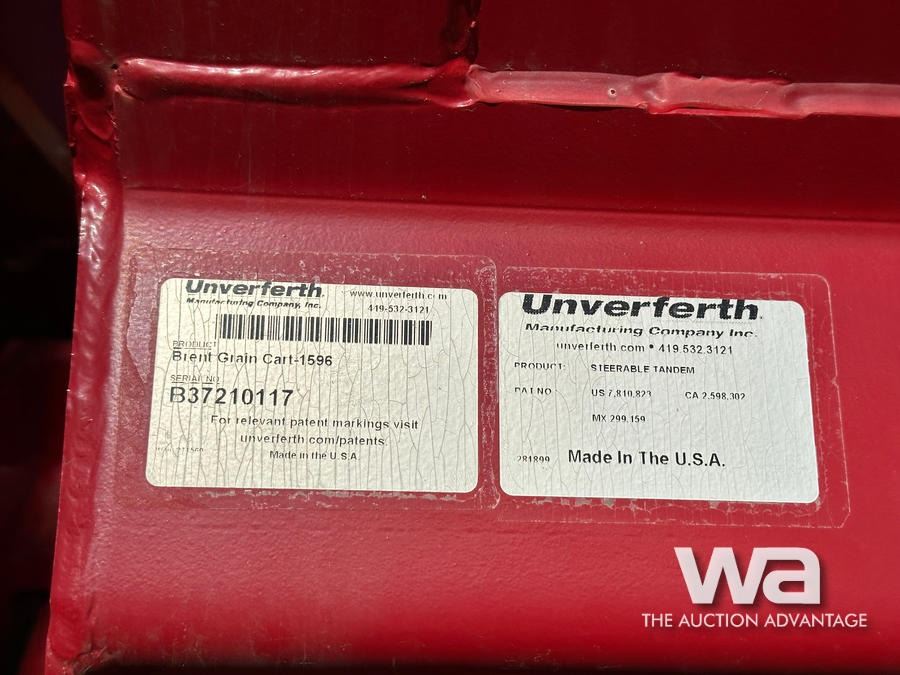 Unverferth.
Manufacturing Company, Inc.
www.unverferth.com
419-532-3121
PRODUCT
Brent Grain Cart-1596
SERIAL NO.
B37210117
For relevant patent markings visit
unverferth.com/patents.
Made in the U.S.A.
Unverferth.
Manufacturing Company Inc.
unverferth.com • 419.532.3121
PRODUCT: STEERABLE TANDEM
PAT NO US 7,810,823 CA 2,598,302
MX 299,159
281899 Made In The U.S.A.
wa
THE AUCTION ADVANTAGE